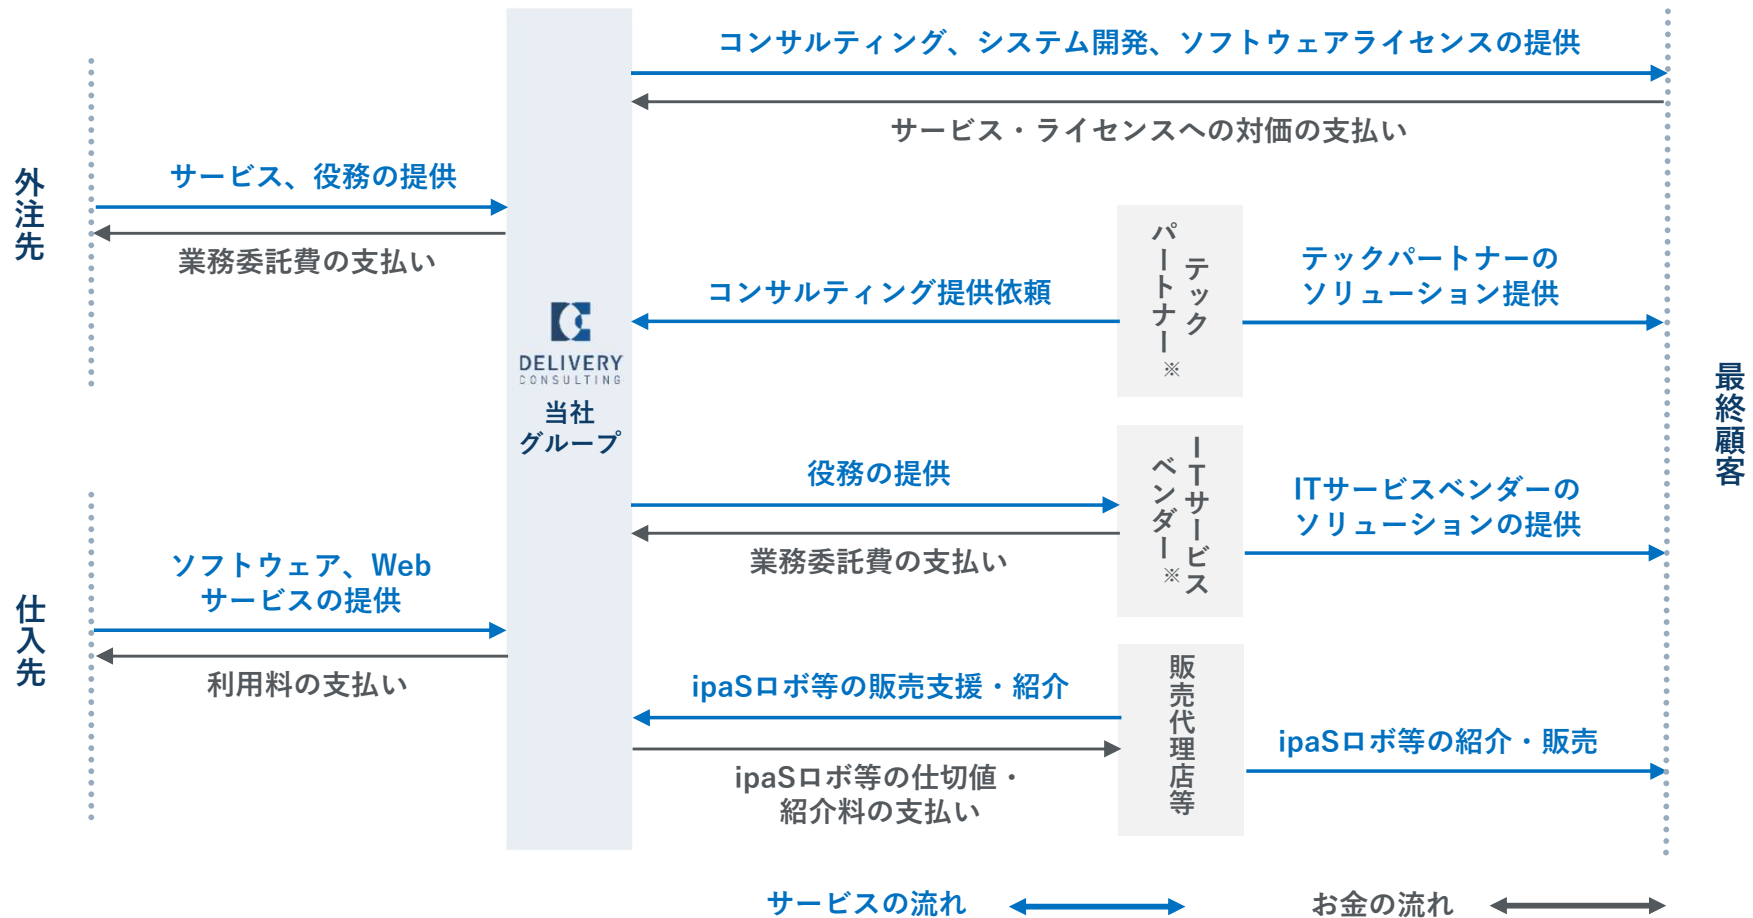 コンサルティング、システム開発、ソフトウェアライセンスの提供
サービス・ライセンスへの対価の支払い
外注先
サービス、役務の提供
業務委託費の支払い
DELIVERY
CONSULTING
当社
グループ
コンサルティング提供依頼
テック
パートナー※
テックパートナーの
ソリューション提供
最終顧客
役務の提供
業務委託費の支払い
ITサービス
ベンダー※
ITサービスベンダーの
ソリューションの提供
仕入先
ソフトウェア、Web
サービスの提供
利用料の支払い
ipaSロボ等の販売支援・紹介
ipaSロボ等の仕切値・
紹介料の支払い
販売代理店等
ipaSロボ等の紹介・販売
サービスの流れ
お金の流れ